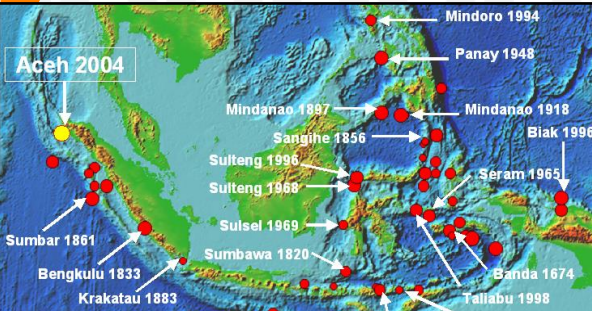 Mindoro 1994
Aceh 2004
Panay 1948
Mindanao 1897
Mindanao 1918
Sangihe 1856
Biak 1996
Sulteng 1996
Seram 1965
Sulteng 1968
Sulsel 1969
Sumbar 1861
Sumbawa 1820
Bengkulu 1833
Banda 1674
Krakatau 1883
Taliabu 1998